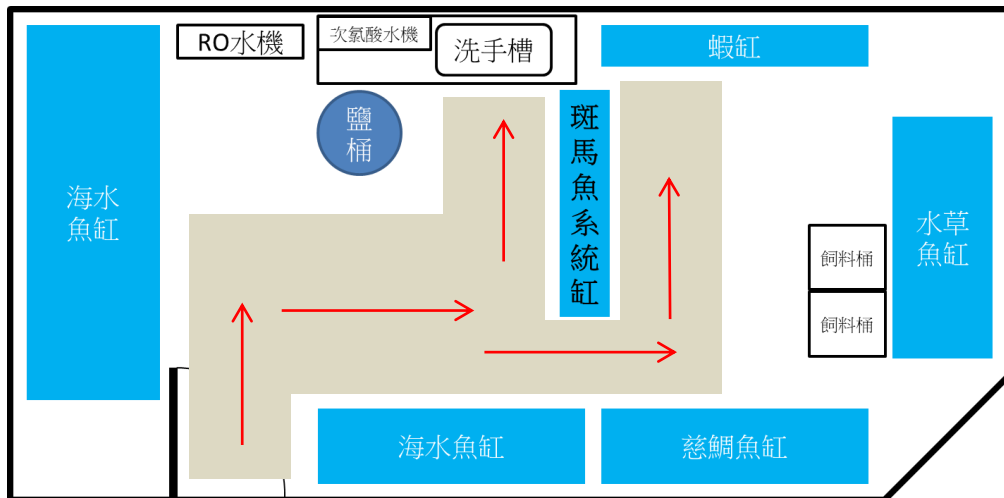 RO水機
次氯酸水機
洗手槽
蝦缸
鹽
桶
斑
馬
魚
系
統
缸
海水
魚缸
水草
魚缸
飼料桶
飼料桶
海水魚缸
慈鯛魚缸